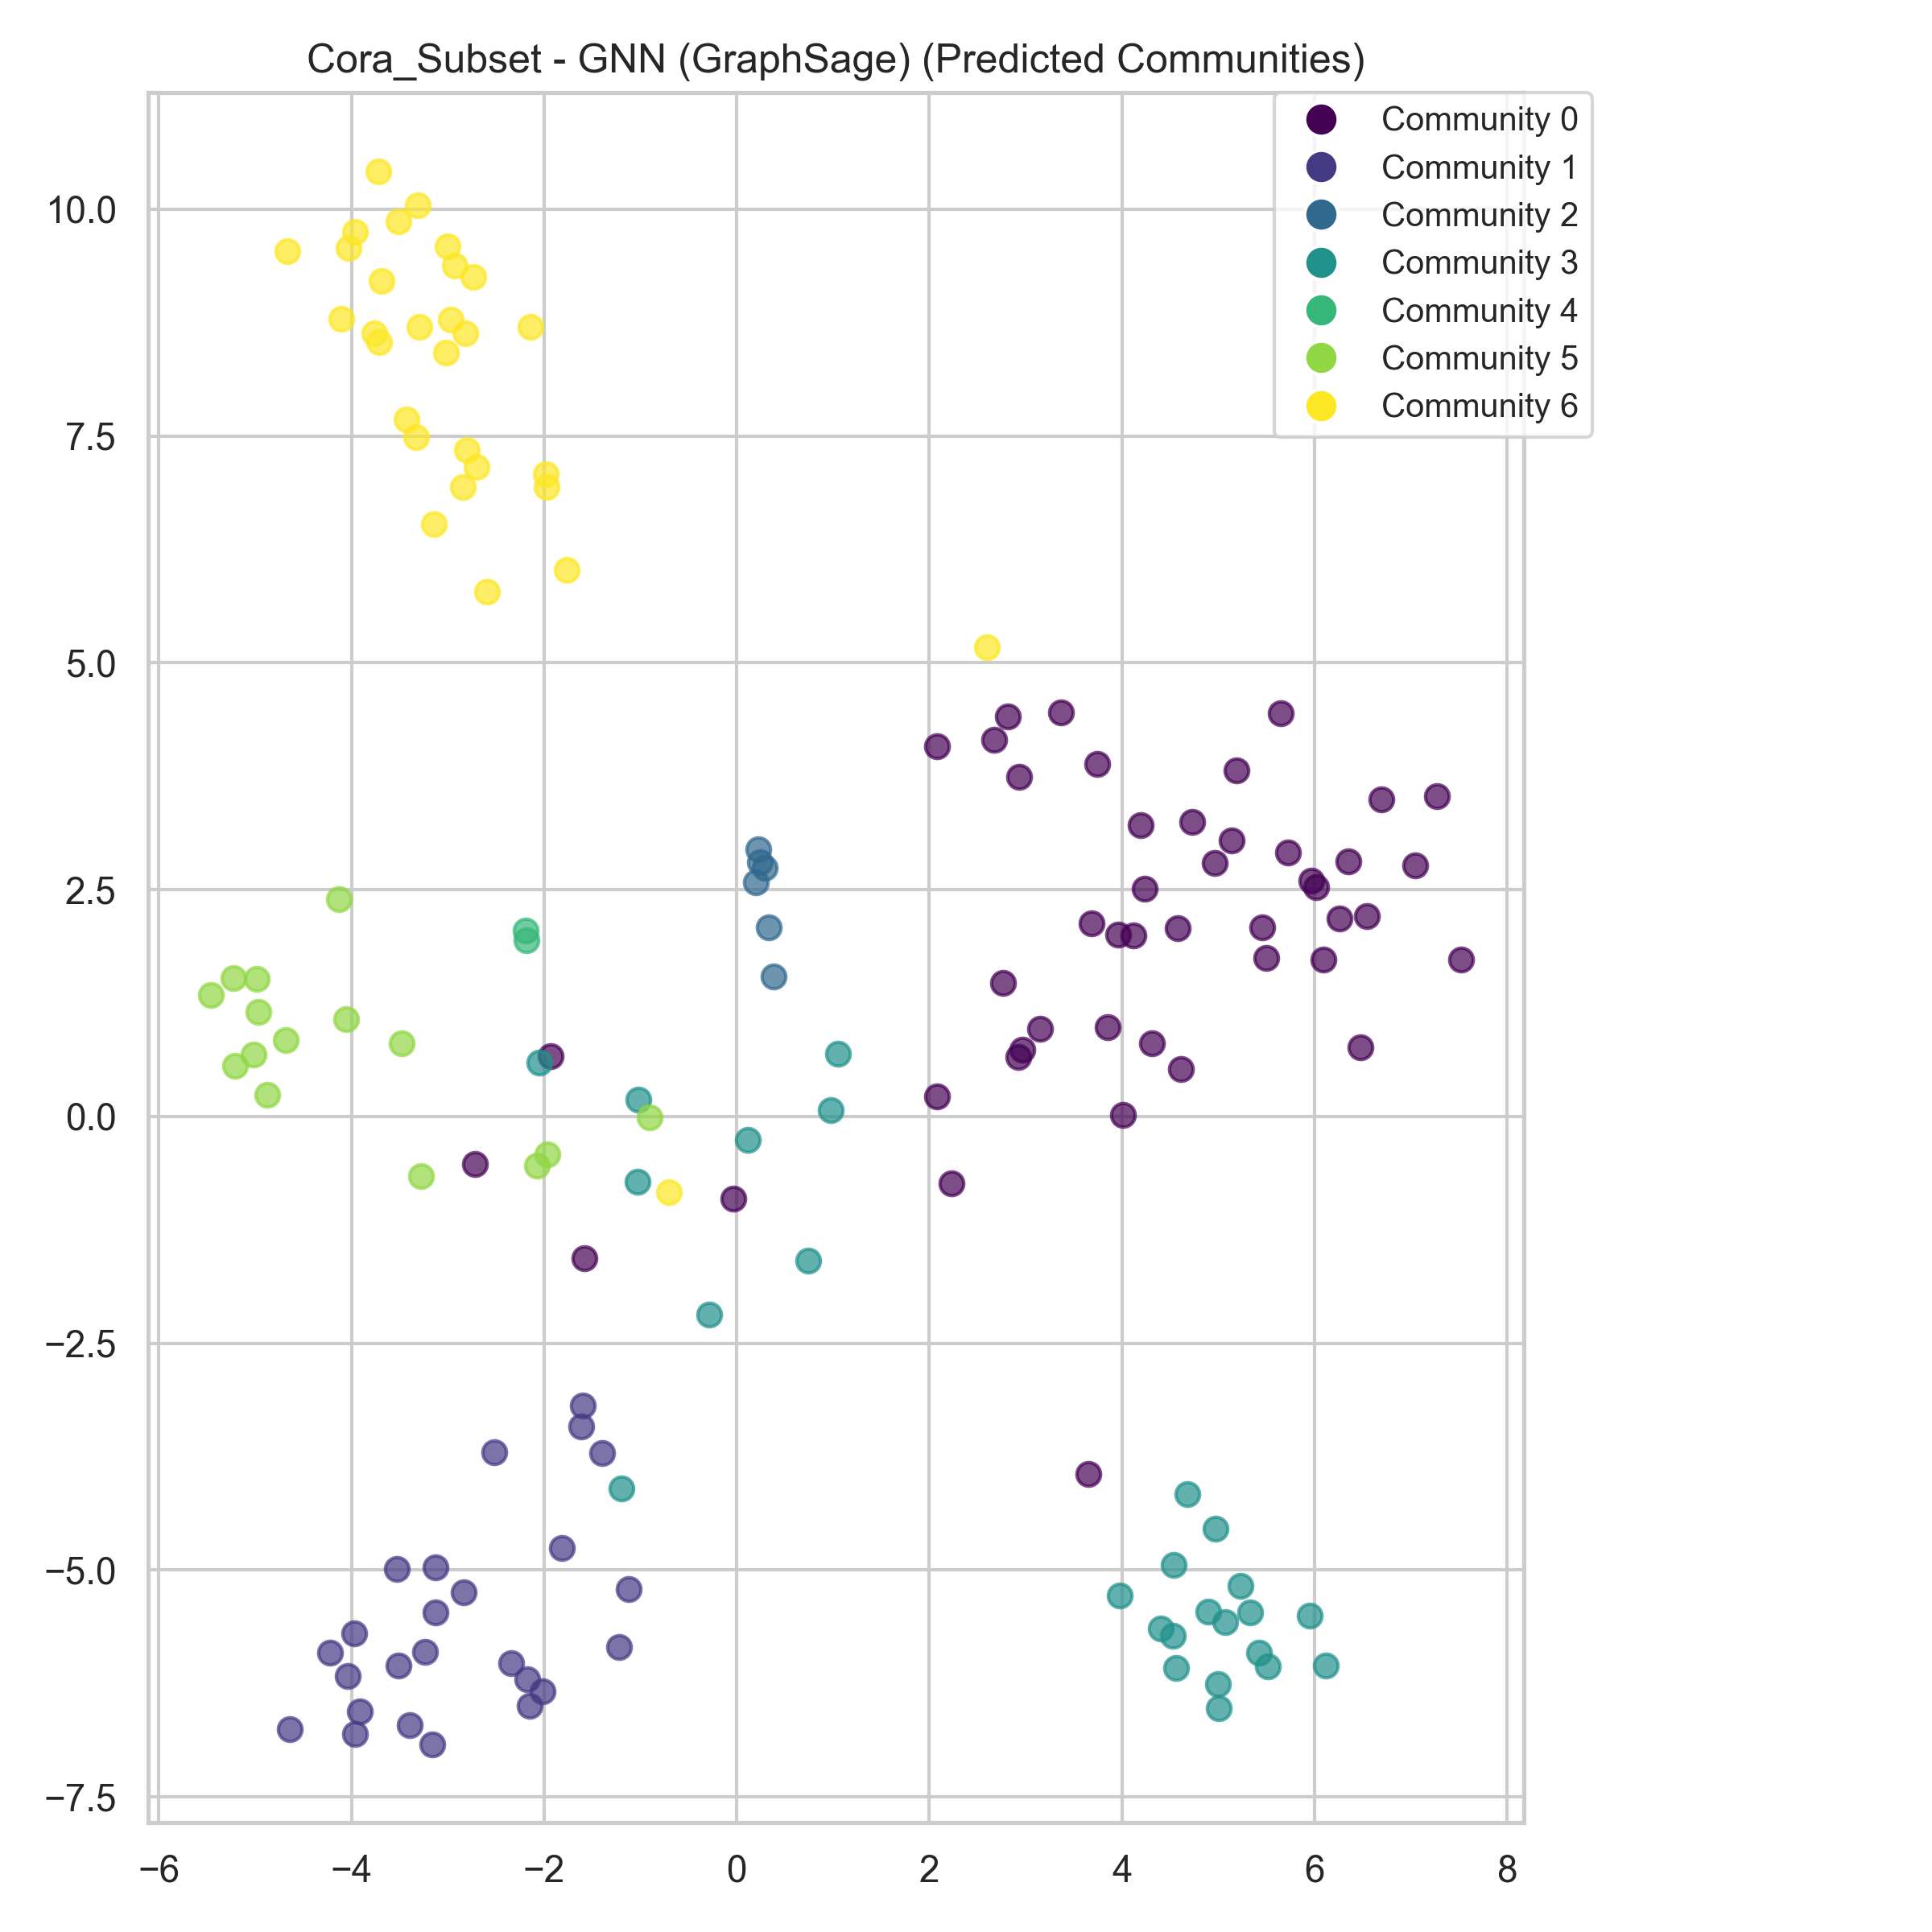 Cora_Subset - GNN (GraphSage) (Predicted Communities)
Community 0
Community 1
Community 2
Community 3
Community 4
Community 5
Community 6
10.0
7.5
5.0
2.5
0.0
−2.5
−5.0
−7.5
−6 −4 −2 0 2 4 6 8